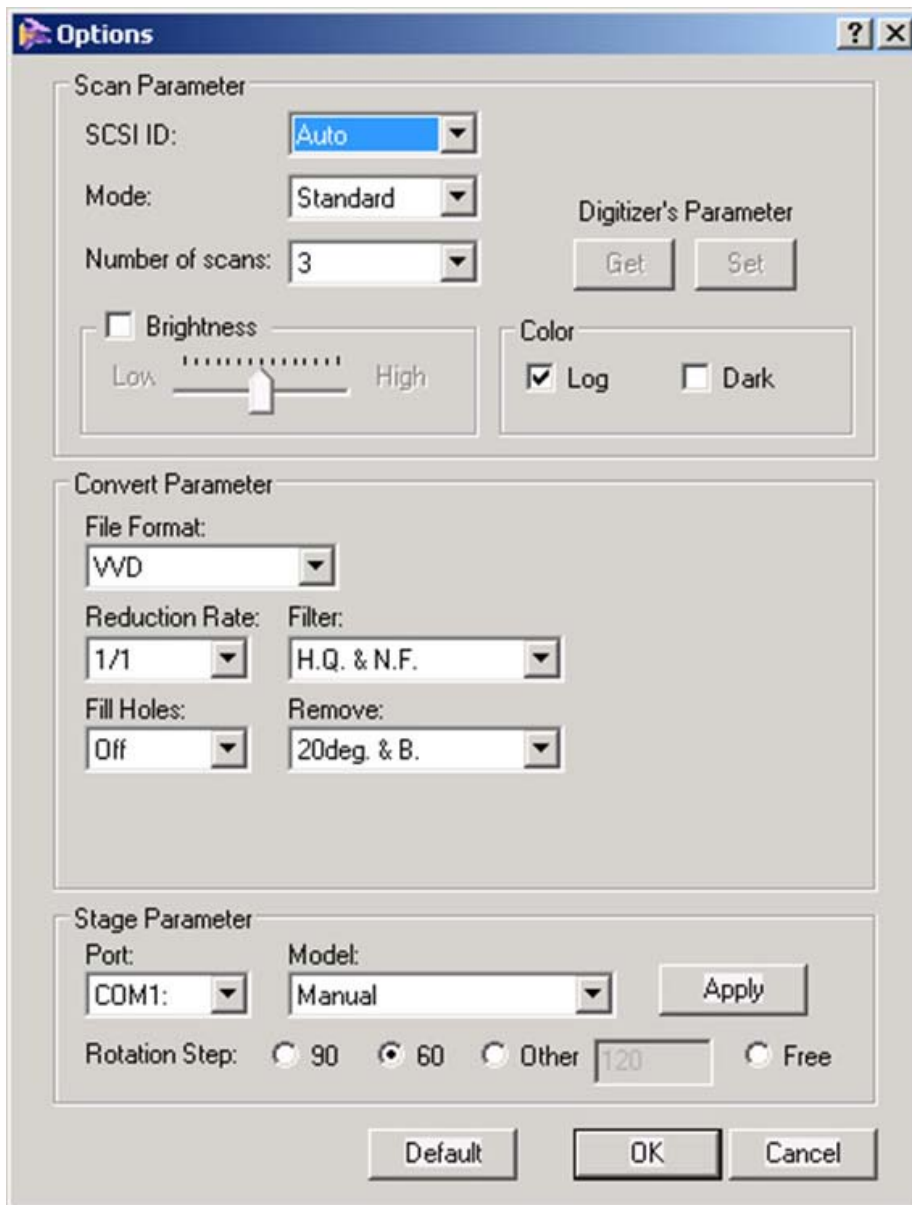 Options
Scan Parameter
SCSI ID: Auto
Mode: Standard
Digitizer's Parameter
Number of scans: 3
Get Set
Brightness
Low High
Color
Log Dark
Convert Parameter
File Format:
VVD
Reduction Rate: Filter:
1/1 H.Q. & N.F.
Fill Holes: Remove:
Off 20deg. & B.
Stage Parameter
Port: Model:
COM1: Manual Apply
Rotation Step: 90 60 Other 120 Free
Default OK Cancel